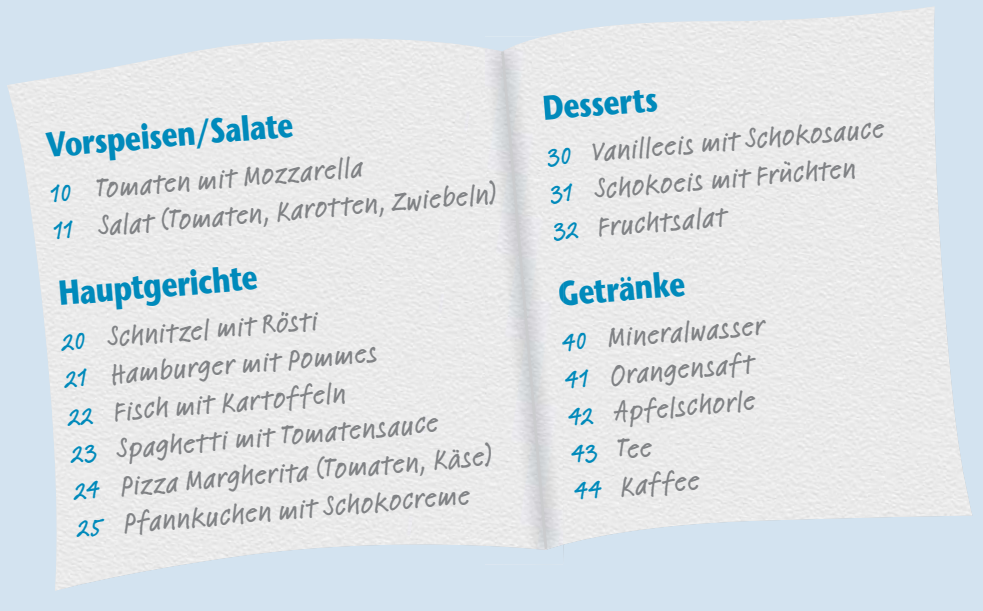 Vorspeisen/Salate
10 Tomaten mit Mozzarella
11 Salat (Tomaten, Karotten, Zwiebeln)
Hauptgerichte
20 Schnitzel mit Rösti
21 Hamburger mit Pommes
22 Fisch mit Kartoffeln
23 Spaghetti mit Tomatensauce
24 Pizza Margherita (Tomaten, Käse)
25 Pfannkuchen mit Schokocreme
Desserts
30 Vanilleeis mit Schokosauce
31 Schokoeis mit Früchten
32 Fruchtsalat
Getränke
40 Mineralwasser
41 Orangensaft
42 Apfelschorle
43 Tee
44 Kaffee